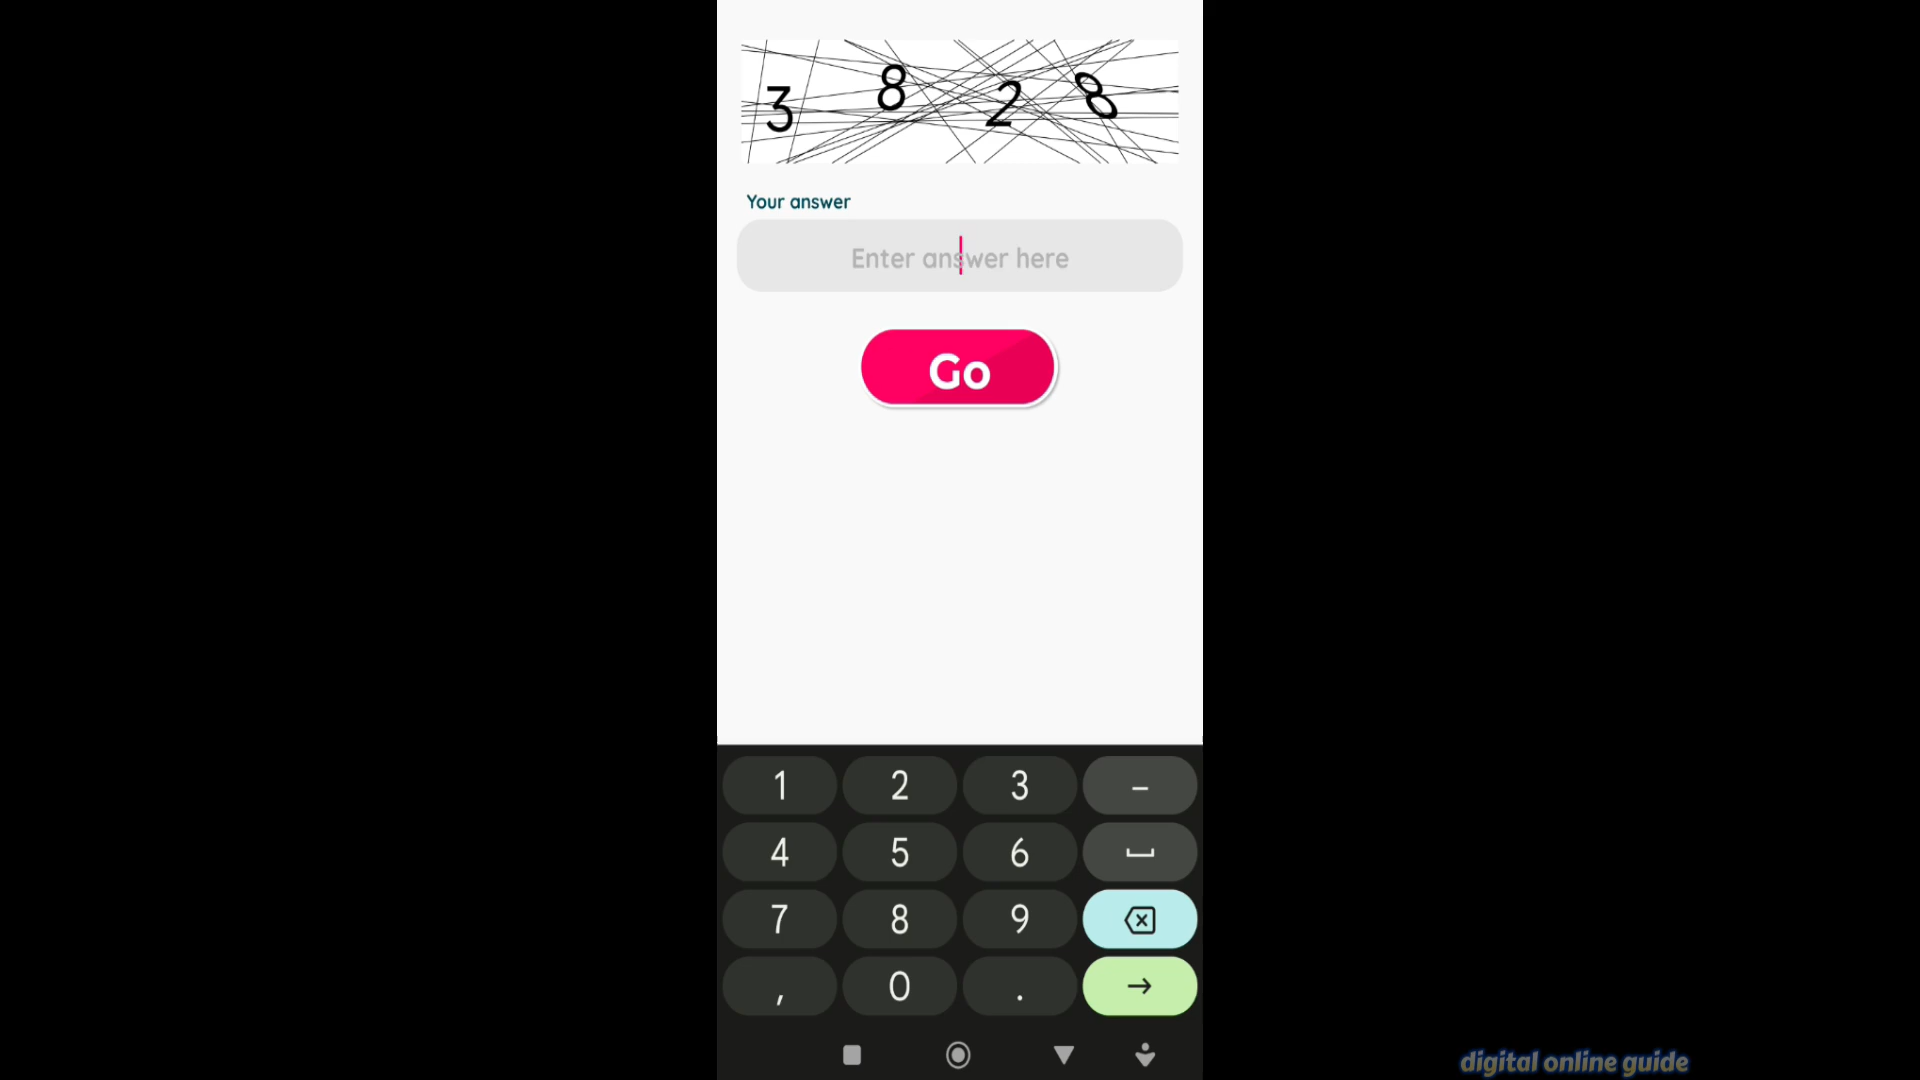 3 8 2 8
Your answer
Enter answer here
Go
1 2 3 –
4 5 6
7 8 9
, 0 .
digital online guide